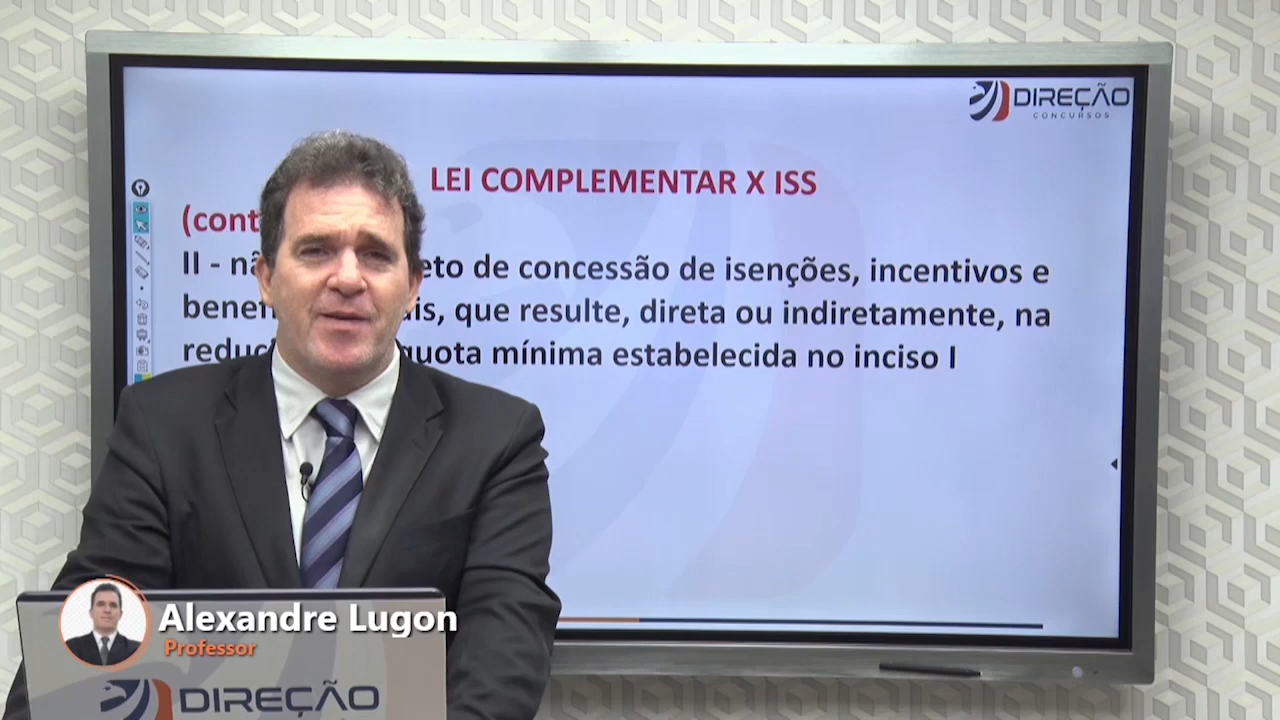 DIREÇÃO
CONCURSOS
LEI COMPLEMENTAR X ISS
(cont
II - nã eto de concessão de isenções, incentivos e
benef is, que resulte, direta ou indiretamente, na
reduç quota mínima estabelecida no inciso I
Alexandre Lugon
Professor
DIREÇÃO